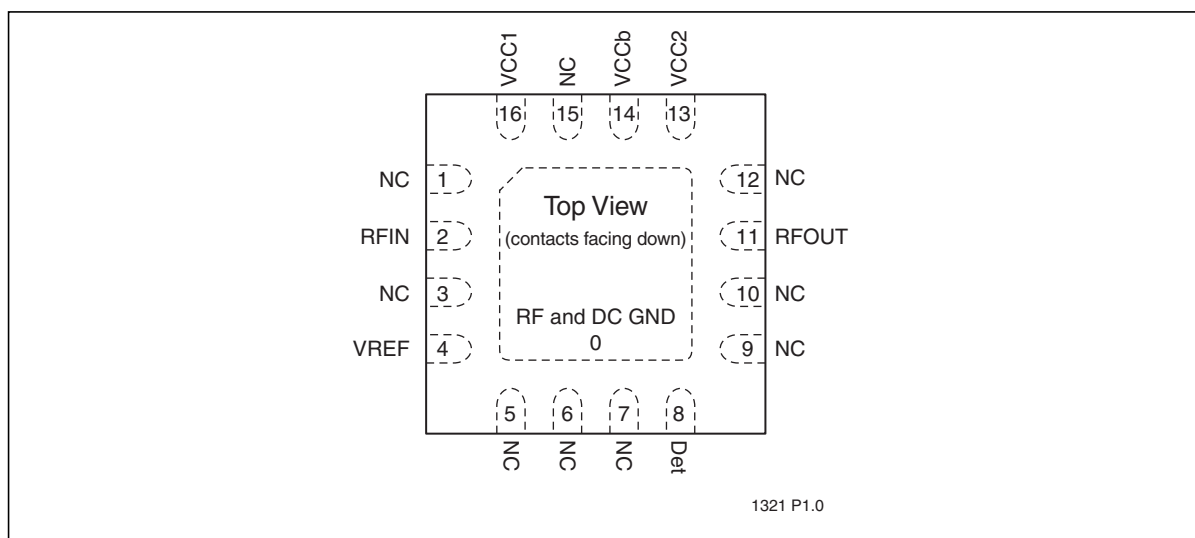 VCC1 NC VCCb VCC2
16 15 14 13
NC 1 12 NC
Top View
RFIN 2 (contacts facing down) 11 RFOUT
NC 3 10 NC
RF and DC GND
VREF 4 0 9 NC
5 6 7 8
NC NC NC Det
1321 P1.0